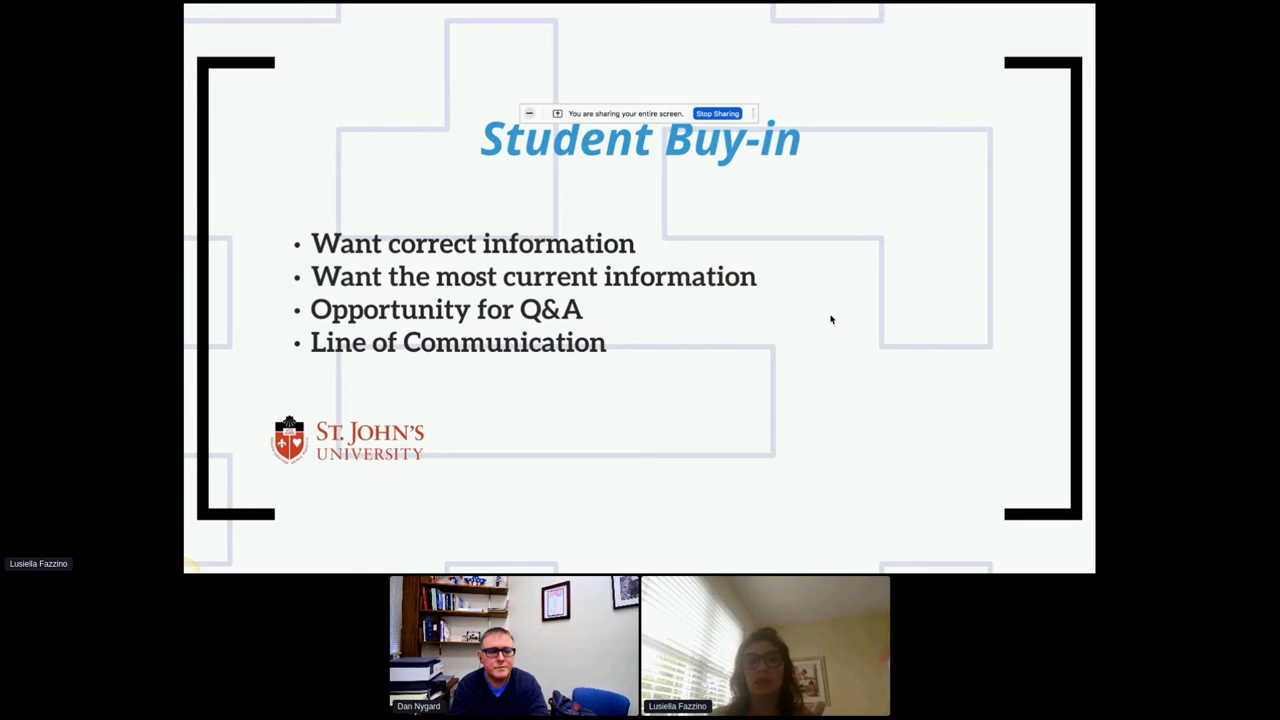 You are sharing your entire screen. Stop Sharing
Student Buy-in
• Want correct information
• Want the most current information
• Opportunity for Q&A
• Line of Communication
ST. JOHN'S
UNIVERSITY
Lusiella Fazzino
Dan Nygard
Lusiella Fazzino